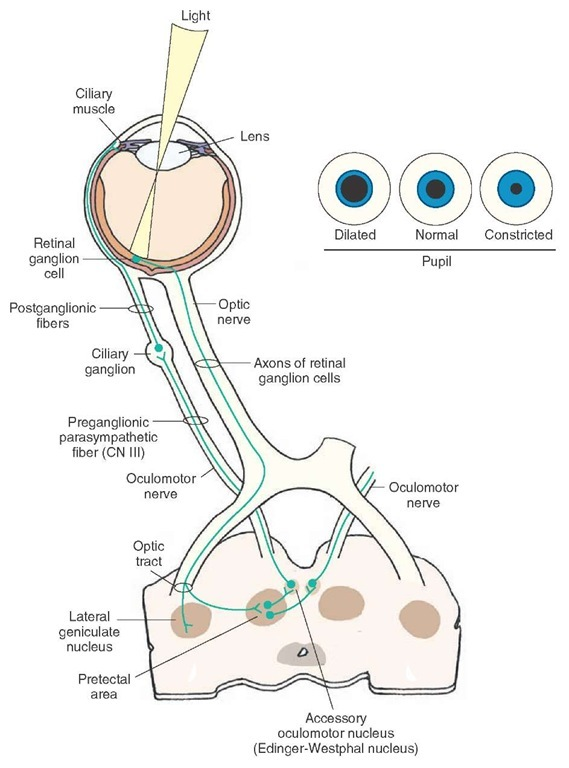 Light
Ciliary
muscle
Lens
Dilated
Normal
Constricted
Pupil
Retinal
ganglion
cell
Postganglionic
fibers
Optic
nerve
Ciliary
ganglion
Axons of retinal
ganglion cells
Preganglionic
parasympathetic
fiber (CN III)
Oculomotor
nerve
Oculomotor
nerve
Optic
tract
Lateral
geniculate
nucleus
Pretectal
area
Accessory
oculomotor nucleus
(Edinger-Westphal nucleus)